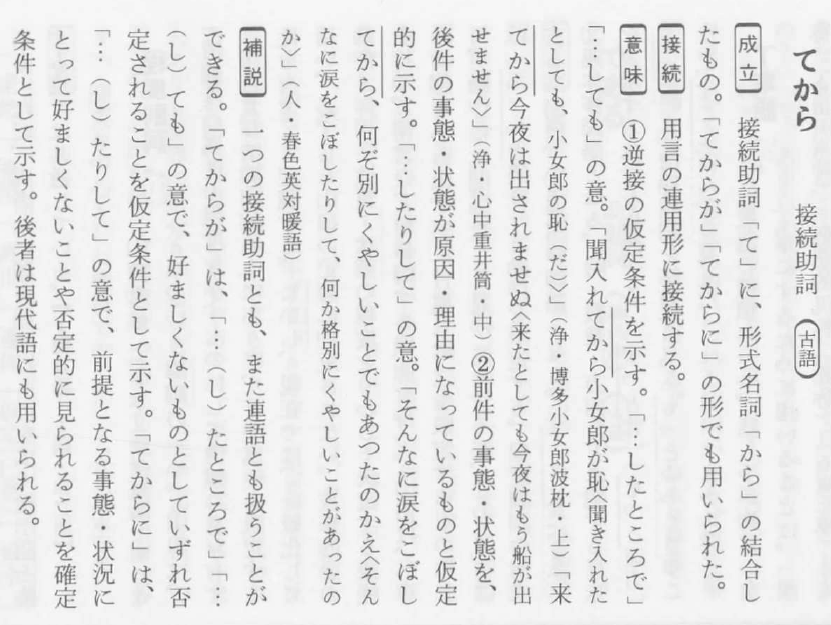 てから　接続助詞　古語
成立　接続助詞「て」に、形式名詞「から」の結合し
たもの。「てからが」「てからに」の形でも用いられた。
接続　用言の連用形に接続する。
意味　①逆接の仮定条件を示す。「…したところで」
「…しても」の意。「聞入れてから小女郎が恥〈聞き入れた
としても、小女郎の恥（だ）〉」（浄・博多小女郎波枕・上）「来
てから今夜は出されませぬ〈来たとしても今夜はもう船が出
せません〉」（浄・心中重井筒・中）②前件の事態・状態を、
後件の事態・状態が原因・理由になっているものと仮定
的に示す。「…したりして」の意。「そんなに涙をこぼし
てから、何ぞ別にくやしいことでもあつたのかえ〈そん
なに涙をこぼしたりして、何か格別にくやしいことがあったの
か〉」（人・春色英対暖語）
補説　一つの接続助詞とも、また連語とも扱うことが
できる。「てからが」は、「…（し）たところで」「…
（し）ても」の意で、好ましくないものとしていずれ否
定されることを仮定条件として示す。「てからに」は、
「…（し）たりして」の意で、前提となる事態・状況に
とって好ましくないことや否定的に見られることを確定
条件として示す。後者は現代語にも用いられる。